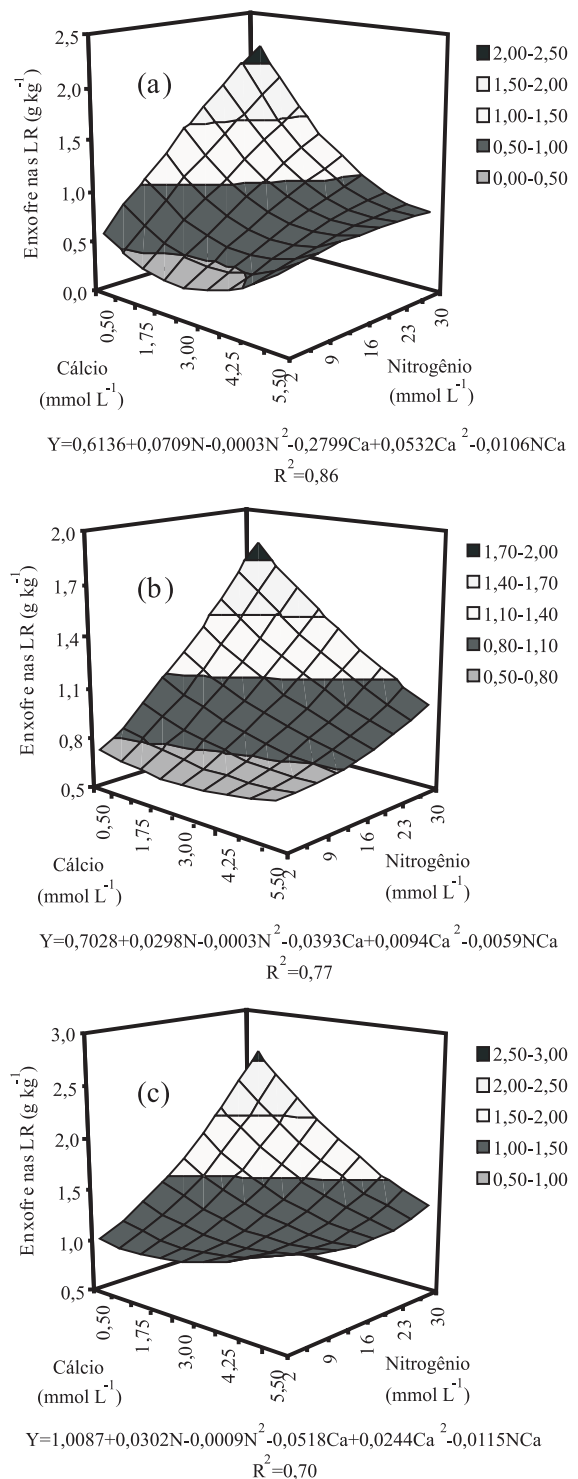 (a)
Enxofre nas LR (g kg-1)
2,5
2,0
1,5
1,0
0,5
0,0
2,00-2,50
1,50-2,00
1,00-1,50
0,50-1,00
0,00-0,50
0,50
1,75
3,00
4,25
5,50
2
9
16
23
30
Cálcio
(mmol L-1)
Nitrogênio
(mmol L-1)
Y=0,6136+0,0709N-0,0003N2-0,2799Ca+0,0532Ca2-0,0106NCa
R2=0,86
(b)
Enxofre nas LR (g kg-1)
2,0
1,7
1,4
1,1
0,8
0,5
1,70-2,00
1,40-1,70
1,10-1,40
0,80-1,10
0,50-0,80
0,50
1,75
3,00
4,25
5,50
2
9
16
23
30
Cálcio
(mmol L-1)
Nitrogênio
(mmol L-1)
Y=0,7028+0,0298N-0,0003N2-0,0393Ca+0,0094Ca2-0,0059NCa
R2=0,77
(c)
Enxofre nas LR (g kg-1)
3,0
2,5
2,0
1,5
1,0
0,5
2,50-3,00
2,00-2,50
1,50-2,00
1,00-1,50
0,50-1,00
0,50
1,75
3,00
4,25
5,50
2
9
16
23
30
Cálcio
(mmol L-1)
Nitrogênio
(mmol L-1)
Y=1,0087+0,0302N-0,0009N2-0,0518Ca+0,0244Ca2-0,0115NCa
R2=0,70